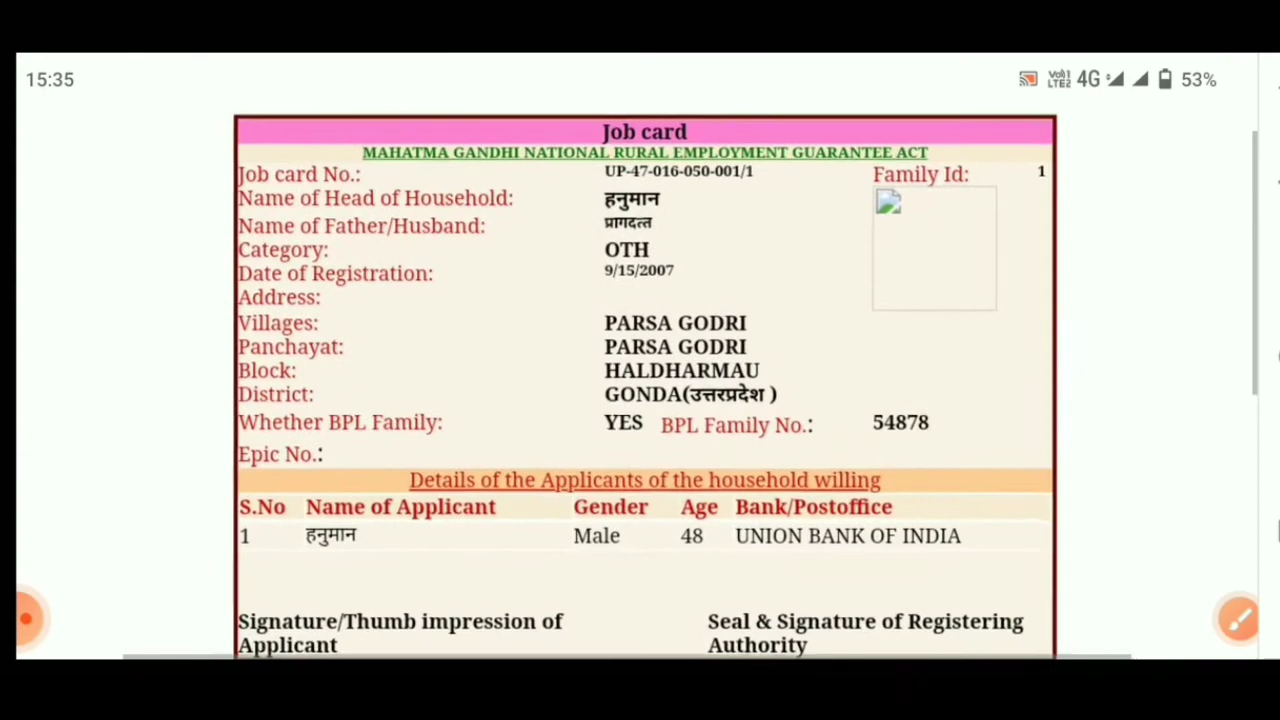 15:35 4G 53%
Job card
MAHATMA GANDHI NATIONAL RURAL EMPLOYMENT GUARANTEE ACT
Job card No.: UP-47-016-050-001/1 Family Id: 1
Name of Head of Household: हनुमान
Name of Father/Husband: प्रागदत्त
Category: OTH
Date of Registration: 9/15/2007
Address:
Villages: PARSA GODRI
Panchayat: PARSA GODRI
Block: HALDHARMAU
District: GONDA(उत्तरप्रदेश )
Whether BPL Family: YES BPL Family No.: 54878
Epic No.:
Details of the Applicants of the household willing
S.No Name of Applicant Gender Age Bank/Postoffice
1 हनुमान Male 48 UNION BANK OF INDIA
Signature/Thumb impression of Applicant
Seal & Signature of Registering Authority